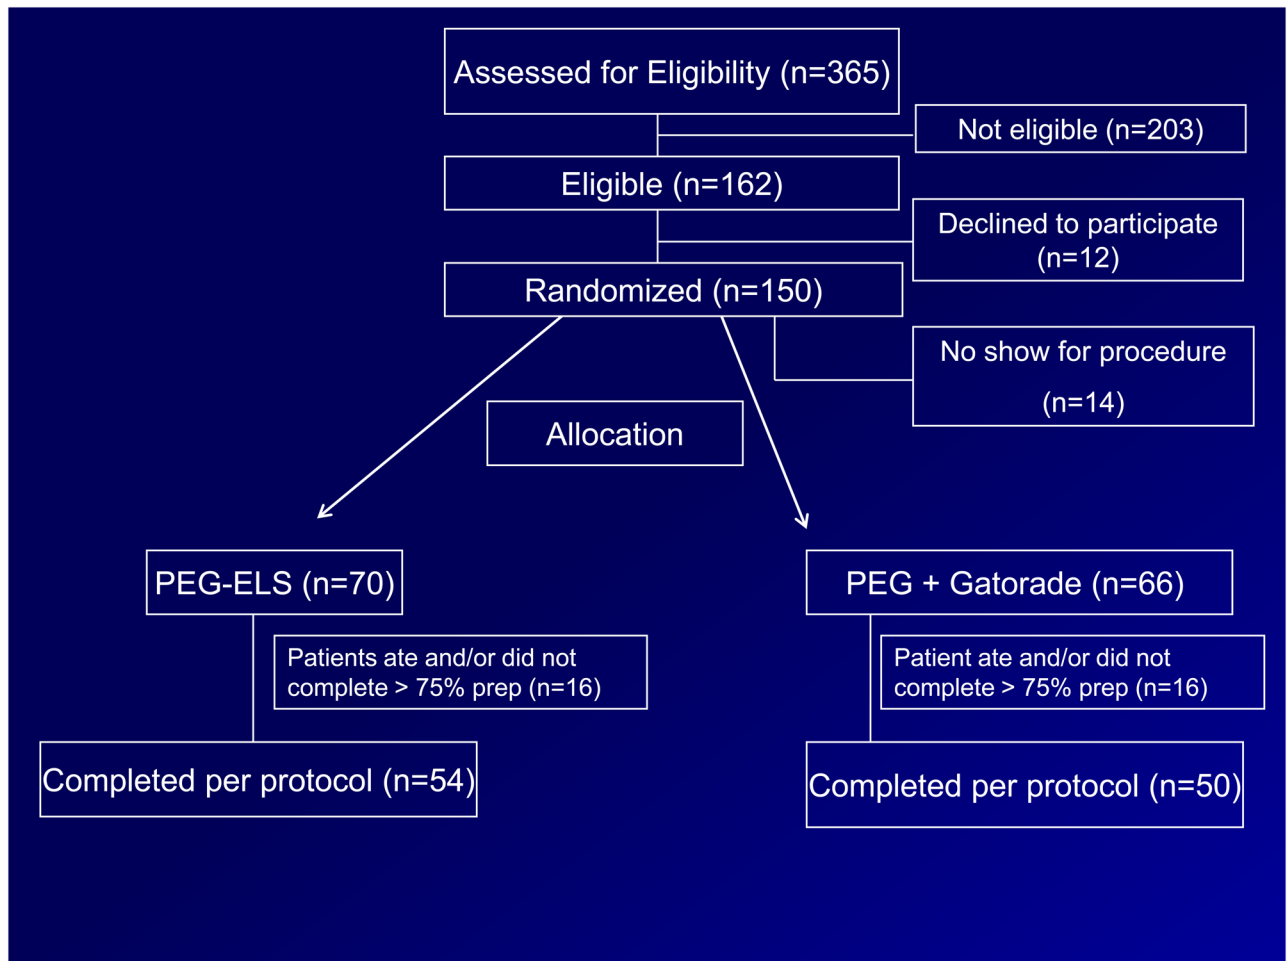 Assessed for Eligibility (n=365)
Not eligible (n=203)
Eligible (n=162)
Declined to participate
(n=12)
Randomized (n=150)
No show for procedure
(n=14)
Allocation
PEG-ELS (n=70)
PEG + Gatorade (n=66)
Patients ate and/or did not
complete > 75% prep (n=16)
Patient ate and/or did not
complete > 75% prep (n=16)
Completed per protocol (n=54)
Completed per protocol (n=50)